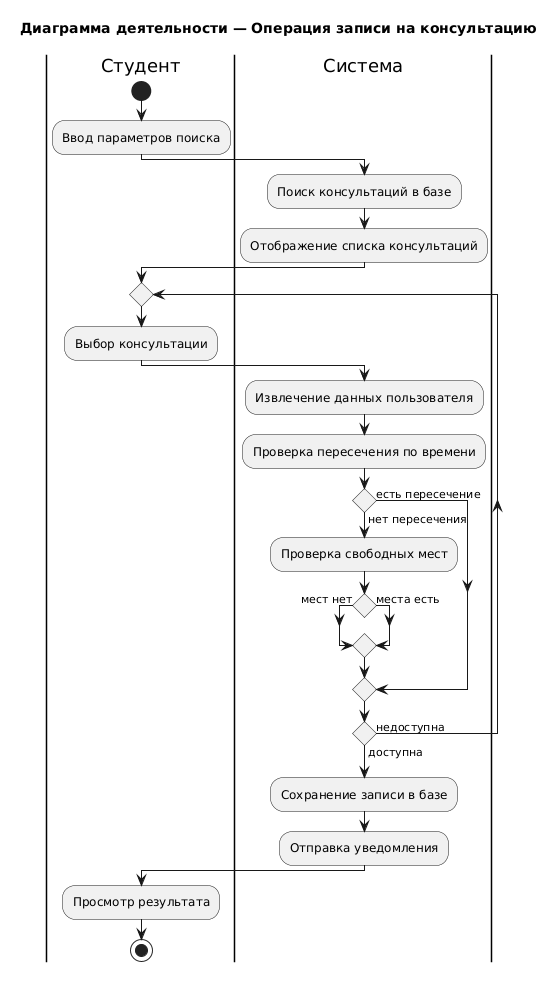 Диаграмма деятельности — Операция записи на консультацию
Студент
Система
Ввод параметров поиска
Поиск консультаций в базе
Отображение списка консультаций
Выбор консультации
Извлечение данных пользователя
Проверка пересечения по времени
есть пересечение
нет пересечения
Проверка свободных мест
мест нет
места есть
недоступна
доступна
Сохранение записи в базе
Отправка уведомления
Просмотр результата